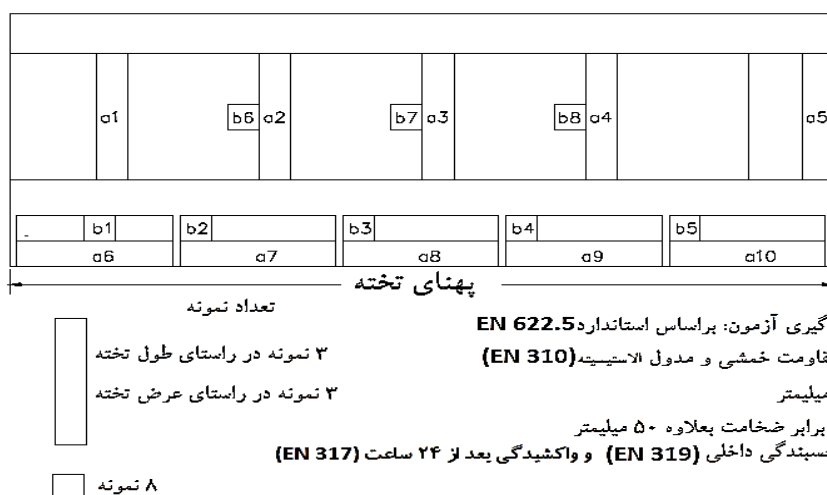 a1 b6 a2 b7 a3 b8 a4 a5
b1 b2 b3 b4 b5
a6 a7 a8 a9 a10
پهنای تخته
تعداد نمونه
گیری آزمون: براساس استاندارد EN 622.5
۳ نمونه در راستای طول تخته
قاومت خمشی و مدول الاستیسیته (EN 310)
۳ نمونه در راستای عرض تخته
میلیمتر
برابر ضخامت بعلاوه ۵۰ میلیمتر
سبندگی داخلی (EN 319) و واکشیدگی بعد از ۲۴ ساعت (EN 317)
۸ نمونه